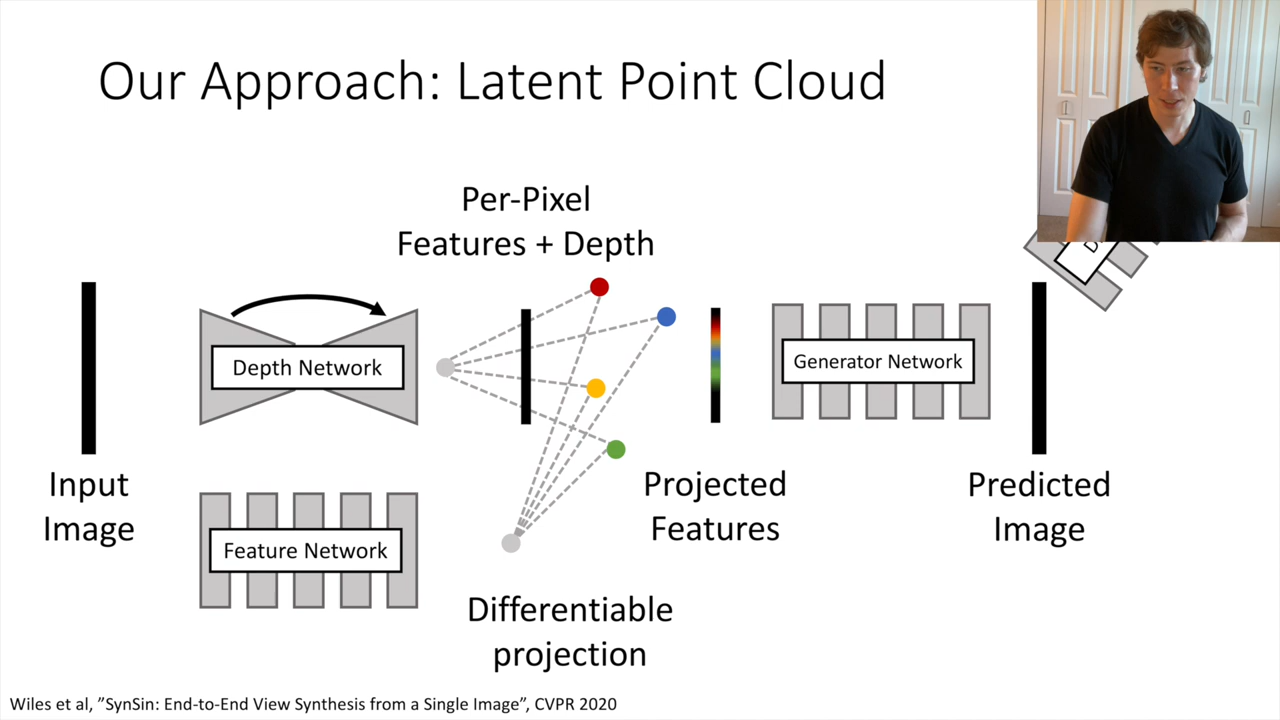 Our Approach: Latent Point Cloud
Per-Pixel
Features + Depth
Depth Network
Generator Network
Input
Image
Projected
Features
Predicted
Image
Feature Network
Differentiable
projection
Wiles et al, ”SynSin: End-to-End View Synthesis from a Single Image”, CVPR 2020